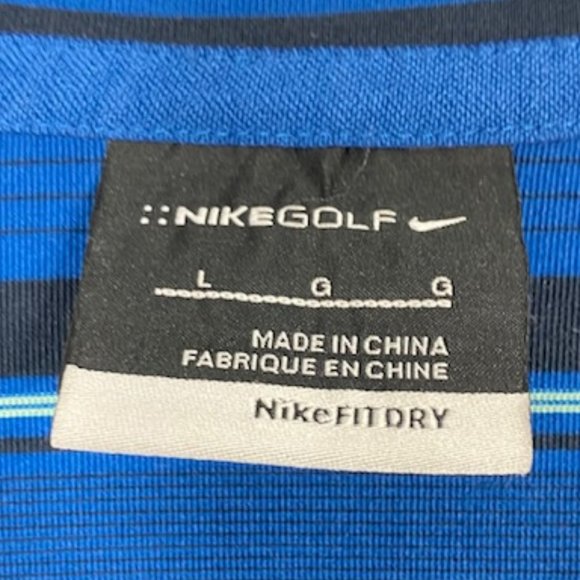 ::NIKEGOLF
L G G
MADE IN CHINA
FABRIQUE EN CHINE
NikeFITDRY